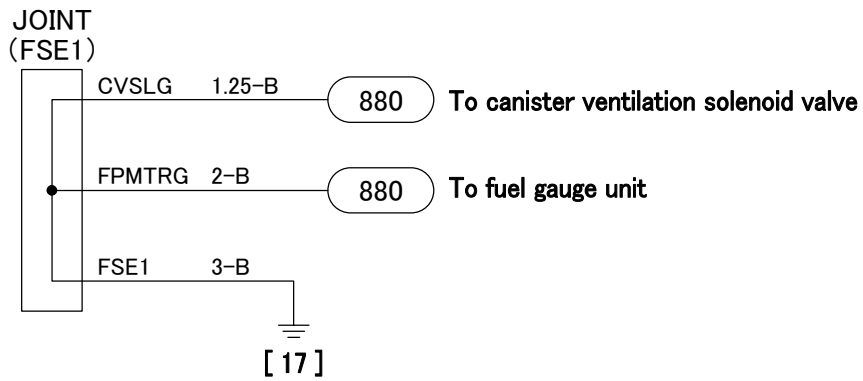 JOINT
(FSE1)
CVSLG 1.25-B 880 To canister ventilation solenoid valve
FPMTRG 2-B 880 To fuel gauge unit
FSE1 3-B
[ 17 ]